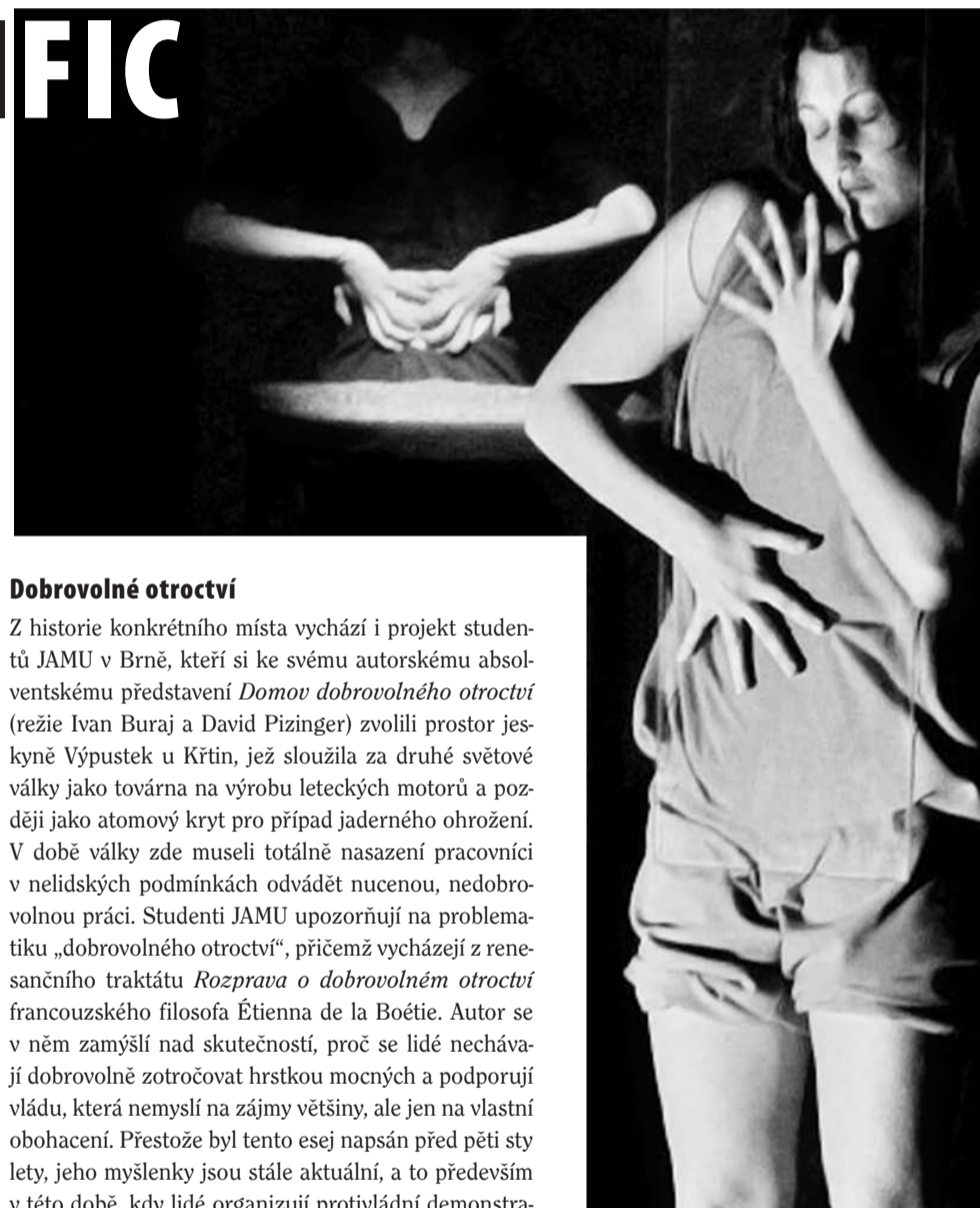 FIC
Dobrovolné otroctví
Z historie konkrétního místa vychází i projekt studen-
tů JAMU v Brně, kteří si ke svému autorskému absol-
ventskému představení Domov dobrovolného otroctví
(režie Ivan Buraj a David Pizinger) zvolili prostor jes-
kyně Výpustek u Křtin, jež sloužila za druhé světové
války jako továrna na výrobu leteckých motorů a poz-
ději jako atomový kryt pro případ jaderného ohrožení.
V době války zde museli totálně nasazení pracovníci
v nelidských podmínkách odvádět nucenou, nedobro-
volnou práci. Studenti JAMU upozorňují na problema-
tiku „dobrovolného otroctví“, přičemž vycházejí z rene-
sančního traktátu Rozprava o dobrovolném otroctví
francouzského filosofa Étienna de la Boétie. Autor se
v něm zamýšlí nad skutečností, proč se lidé necháva-
jí dobrovolně zotročovat hrstkou mocných a podporují
vládu, která nemyslí na zájmy většiny, ale jen na vlastní
obohacení. Přestože byl tento esej napsán před pěti sty
lety, jeho myšlenky jsou stále aktuální, a to především
v této době, kdy lidé organizují protivládní demonstra-